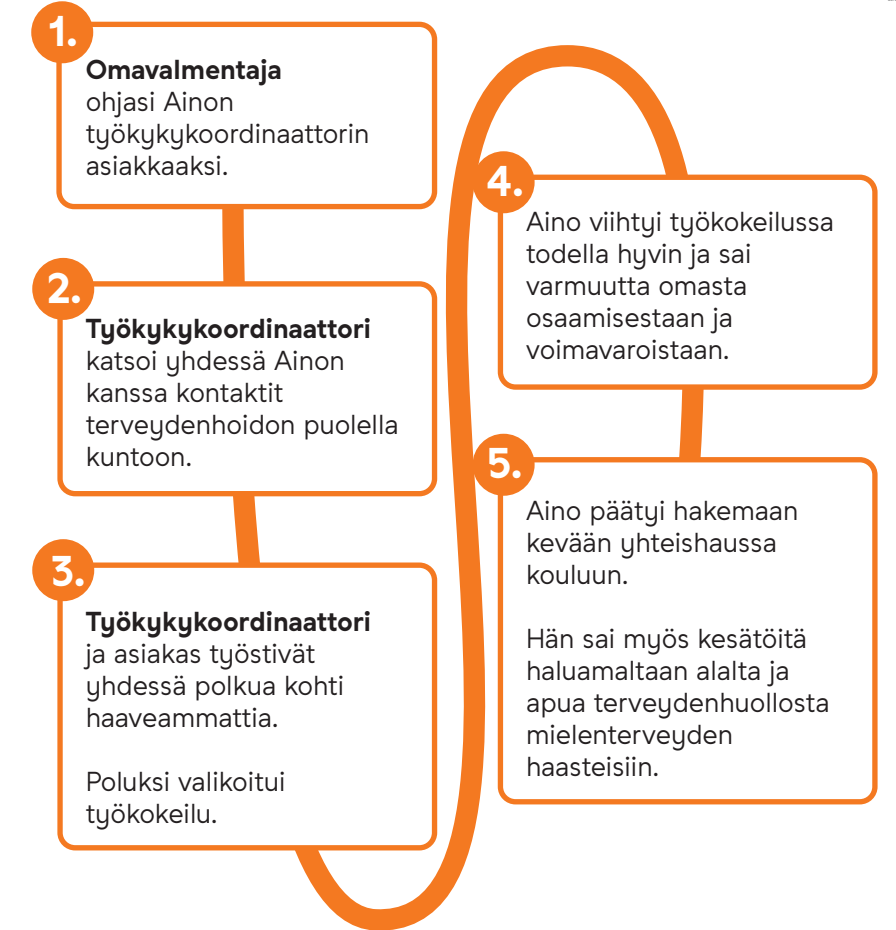 1.
Omavalmentaja
ohjasi Ainon
työkykykoordinaattorin
asiakkaaksi.
2.
Työkykykoordinaattori
katsoi yhdessä Ainon
kanssa kontaktit
terveydenhoidon puolella
kuntoon.
3.
Työkykykoordinaattori
ja asiakas työstivät
yhdessä polkua kohti
haaveammattia.
Poluksi valikoitui
työkokeilu.
4.
Aino viihtyi työkokeilussa
todella hyvin ja sai
varmuutta omasta
osaamisestaan ja
voimavaroistaan.
5.
Aino päätyi hakemaan
kevään yhteishaussa
kouluun.
Hän sai myös kesätöitä
haluamaltaan alalta ja
apua terveydenhuollosta
mielenterveyden
haasteisiin.